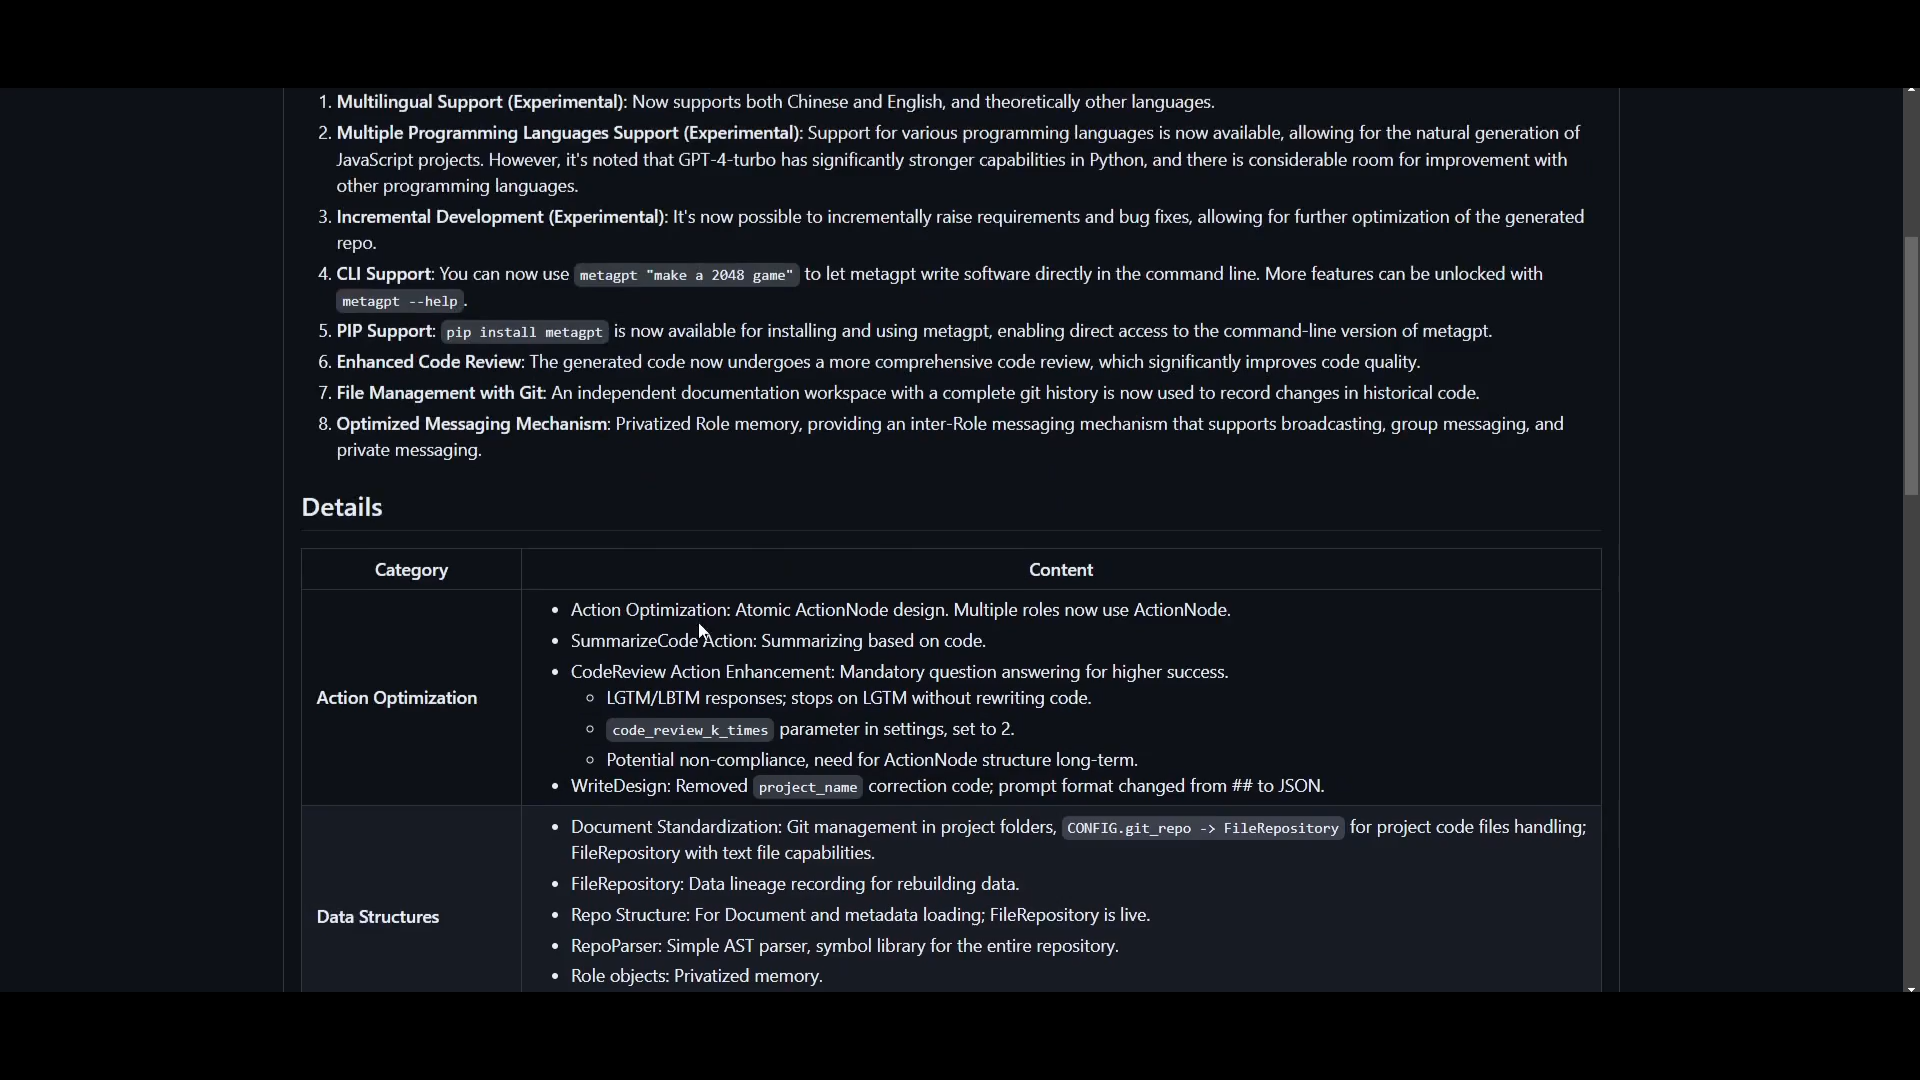 1. Multilingual Support (Experimental): Now supports both Chinese and English, and theoretically other languages.
2. Multiple Programming Languages Support (Experimental): Support for various programming languages is now available, allowing for the natural generation of
JavaScript projects. However, it's noted that GPT-4-turbo has significantly stronger capabilities in Python, and there is considerable room for improvement with
other programming languages.
3. Incremental Development (Experimental): It's now possible to incrementally raise requirements and bug fixes, allowing for further optimization of the generated
repo.
4. CLI Support: You can now use metagpt "make a 2048 game" to let metagpt write software directly in the command line. More features can be unlocked with
metagpt --help.
5. PIP Support: pip install metagpt is now available for installing and using metagpt, enabling direct access to the command-line version of metagpt.
6. Enhanced Code Review: The generated code now undergoes a more comprehensive code review, which significantly improves code quality.
7. File Management with Git: An independent documentation workspace with a complete git history is now used to record changes in historical code.
8. Optimized Messaging Mechanism: Privatized Role memory, providing an inter-Role messaging mechanism that supports broadcasting, group messaging, and
private messaging.
Details
Category
Content
Action Optimization
• Action Optimization: Atomic ActionNode design. Multiple roles now use ActionNode.
• SummarizeCode Action: Summarizing based on code.
• CodeReview Action Enhancement: Mandatory question answering for higher success.
◦ LGTM/LBTM responses; stops on LGTM without rewriting code.
◦ code_review_k_times parameter in settings, set to 2.
◦ Potential non-compliance, need for ActionNode structure long-term.
• WriteDesign: Removed project_name correction code; prompt format changed from ## to JSON.
Data Structures
• Document Standardization: Git management in project folders, CONFIG.git_repo -> FileRepository for project code files handling;
FileRepository with text file capabilities.
• FileRepository: Data lineage recording for rebuilding data.
• Repo Structure: For Document and metadata loading; FileRepository is live.
• RepoParser: Simple AST parser, symbol library for the entire repository.
• Role objects: Privatized memory.